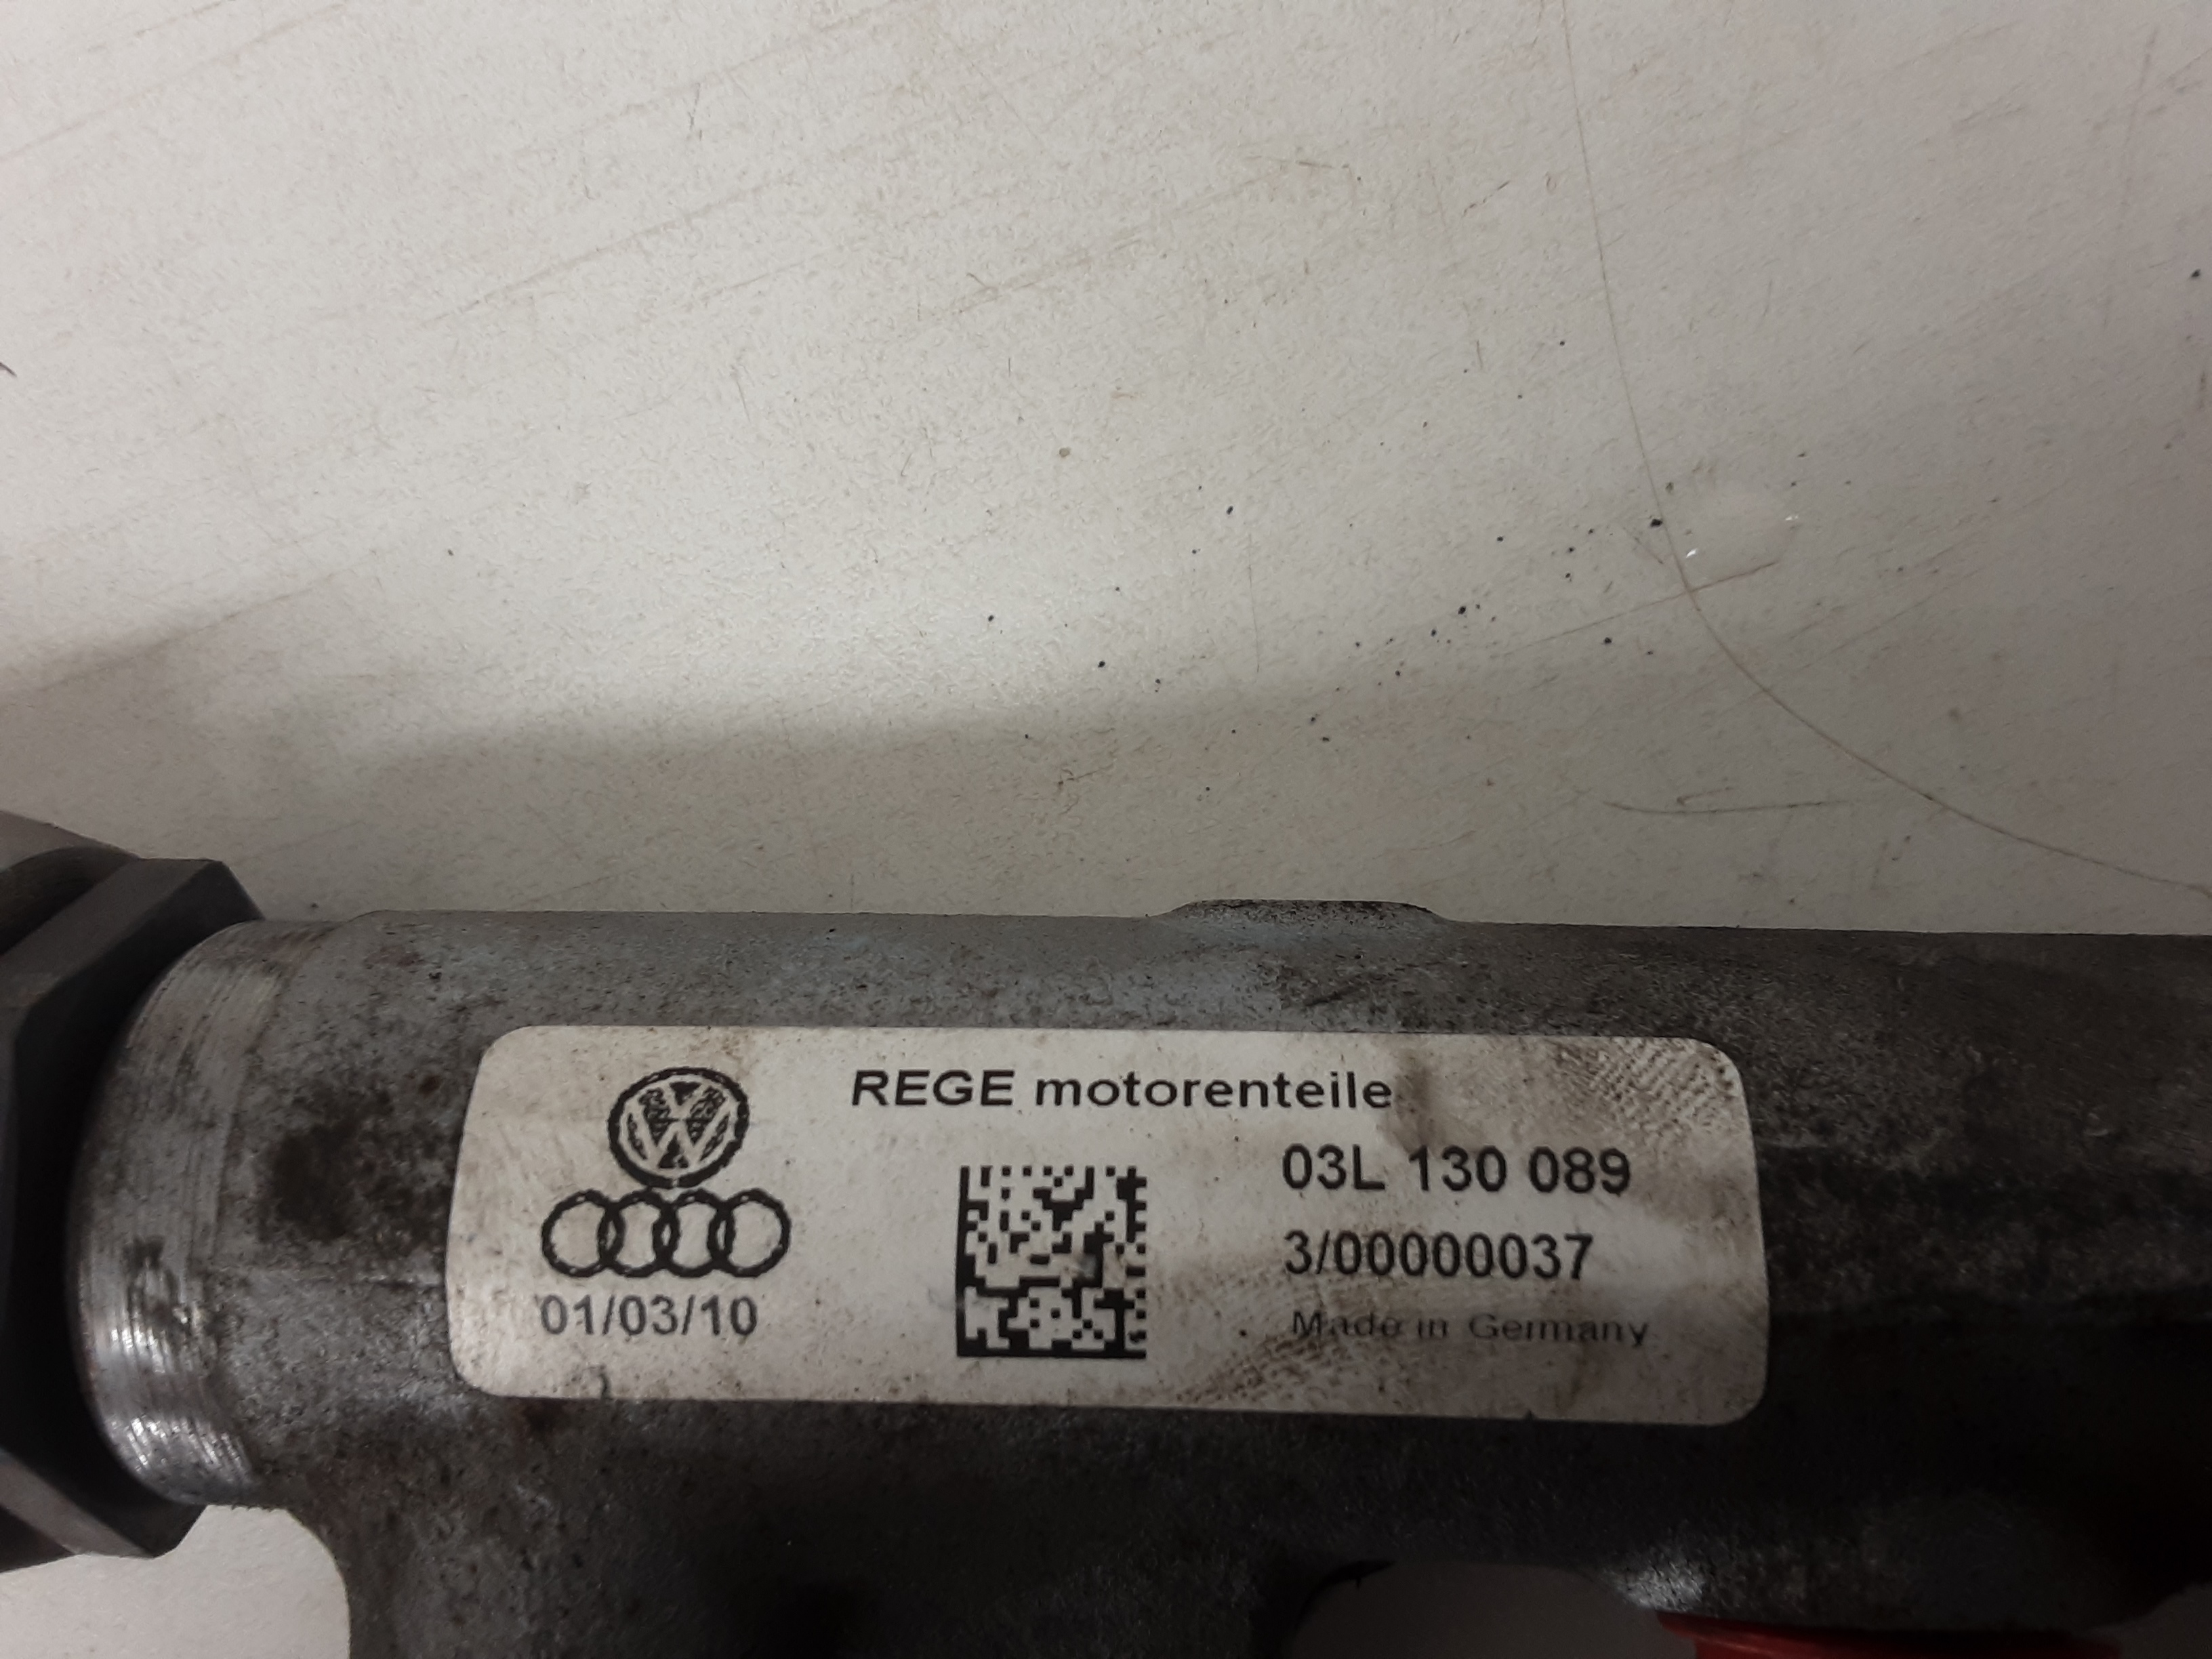 REGE motorenteile
03L 130 089
3/00000037
Made in Germany
01/03/10